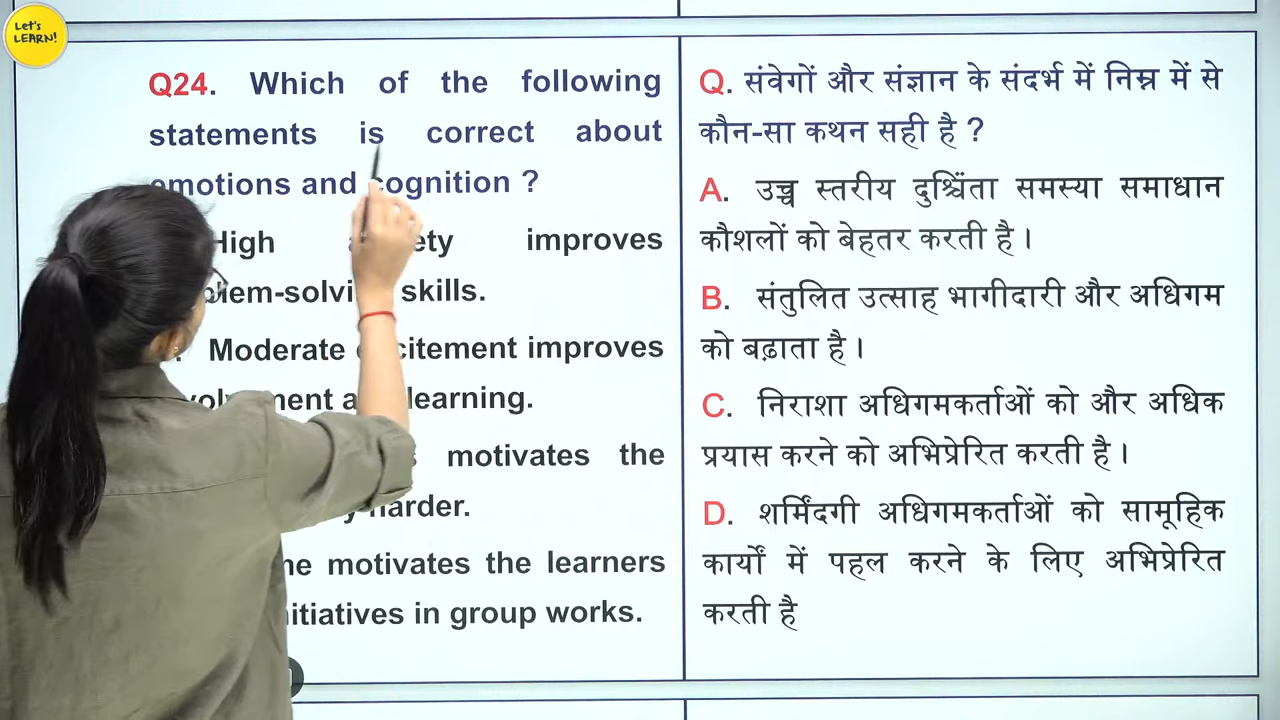 Let's
LEARN!
Q24. Which of the following
statements is correct about
emotions and cognition ?
High improves
skills.
Moderate excitement improves
learning.
motivates the
harder.
motivates the learners
initiatives in group works.
Q. संवेगों और संज्ञान के संदर्भ में निम्न में से
कौन-सा कथन सही है ?
A. उच्च स्तरीय दुश्चिंता समस्या समाधान
कौशलों को बेहतर करती है।
B. संतुलित उत्साह भागीदारी और अधिगम
को बढ़ाता है।
C. निराशा अधिगमकर्ताओं को और अधिक
प्रयास करने को अभिप्रेरित करती है।
D. शर्मिंदगी अधिगमकर्ताओं को सामूहिक
कार्यों में पहल करने के लिए अभिप्रेरित
करती है